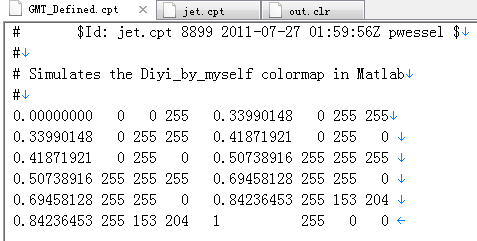 GMT_Defined.cpt jet.cpt out.clr
# $Id: jet.cpt 8899 2011-07-27 01:59:56Z pwessel $↓
#↓
# Simulates the Diyi_by_myself colormap in Matlab↓
#↓
0.00000000 0 0 255 0.33990148 0 255 255↓
0.33990148 0 255 255 0.41871921 0 255 0 ↓
0.41871921 0 255 0 0.50738916 255 255 255 ↓
0.50738916 255 255 255 0.69458128 255 255 0 ↓
0.69458128 255 255 0 0.84236453 255 153 204 ↓
0.84236453 255 153 204 1 255 0 0 ↓